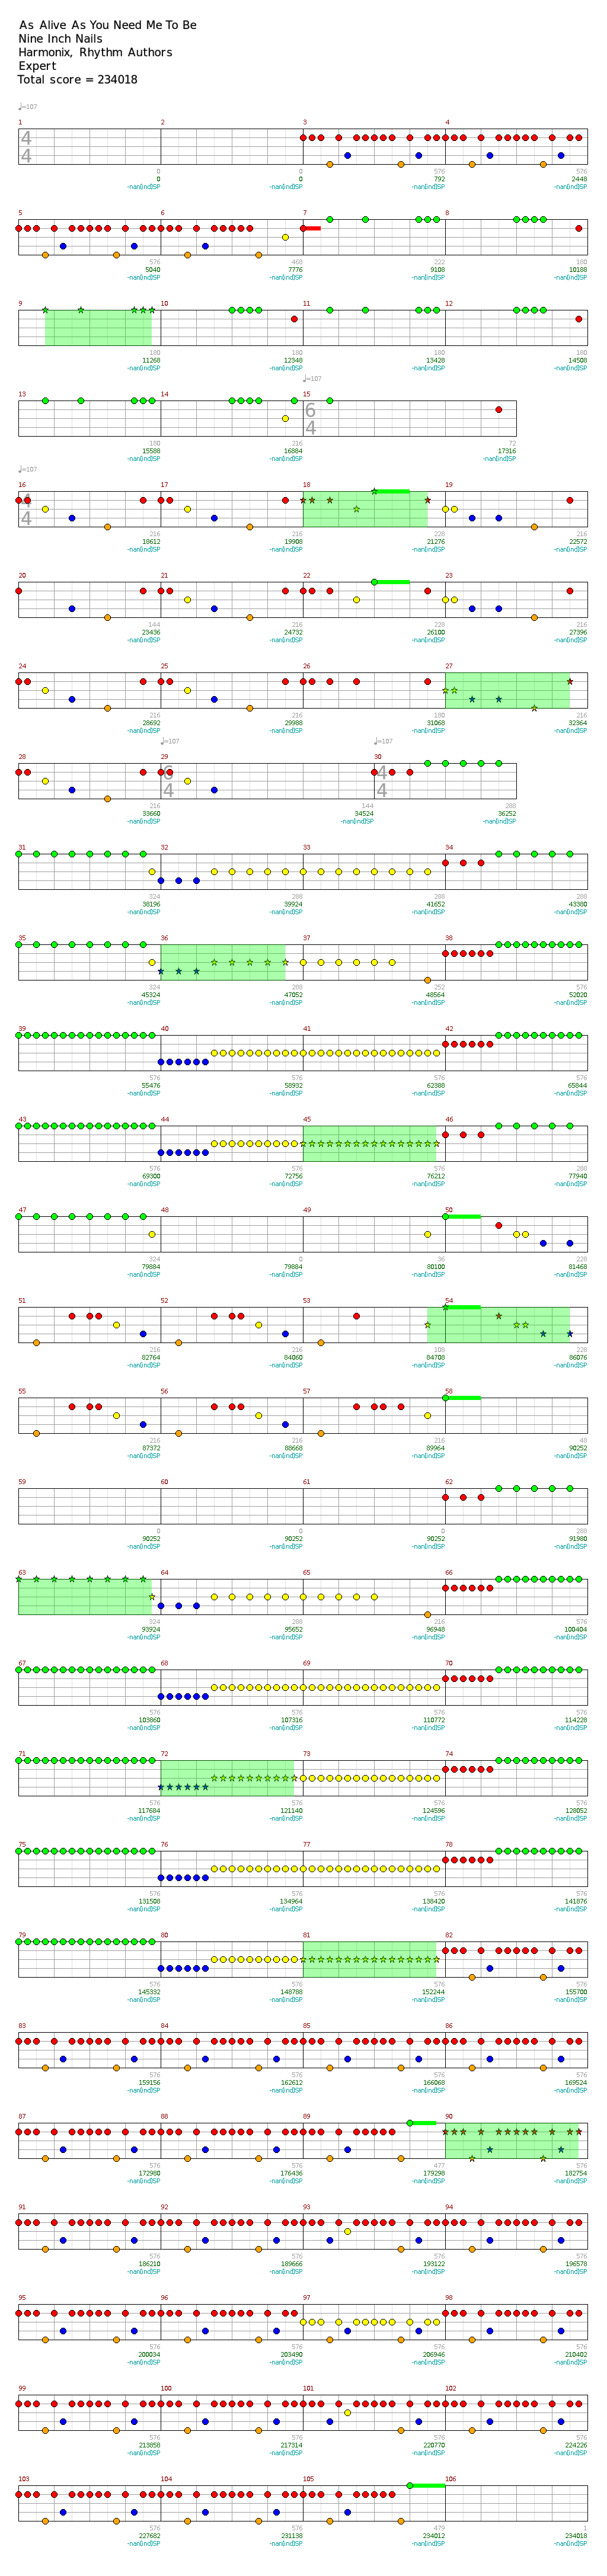 As Alive As You Need Me To Be
Nine Inch Nails
Harmonix, Rhythm Authors
Expert
Total score = 234018
♩=107
1 2 3 4
4
4
0 0 576 576
0 0 792 2448
-nan(ind)SP -nan(ind)SP -nan(ind)SP -nan(ind)SP
5 6 7 8
576 468 222 180
5040 7776 9108 10188
-nan(ind)SP -nan(ind)SP -nan(ind)SP -nan(ind)SP
9 10 11 12
180 180 180 180
11268 12348 13428 14508
-nan(ind)SP -nan(ind)SP -nan(ind)SP -nan(ind)SP
♩=107
13 14 15
6
4
180 216 72
15588 16884 17316
-nan(ind)SP -nan(ind)SP -nan(ind)SP
♩=107
16 17 18 19
4
4
216 216 228 216
18612 19908 21276 22572
-nan(ind)SP -nan(ind)SP -nan(ind)SP -nan(ind)SP
20 21 22 23
144 216 228 216
23436 24732 26100 27396
-nan(ind)SP -nan(ind)SP -nan(ind)SP -nan(ind)SP
24 25 26 27
216 216 180 216
28692 29988 31068 32364
-nan(ind)SP -nan(ind)SP -nan(ind)SP -nan(ind)SP
♩=107 ♩=107
28 29 30
6 4
4 4
216 144 288
33660 34524 36252
-nan(ind)SP -nan(ind)SP -nan(ind)SP
31 32 33 34
324 288 288 288
38196 39924 41652 43380
-nan(ind)SP -nan(ind)SP -nan(ind)SP -nan(ind)SP
35 36 37 38
324 288 252 576
45324 47052 48564 52020
-nan(ind)SP -nan(ind)SP -nan(ind)SP -nan(ind)SP
39 40 41 42
576 576 576 576
55476 58932 62388 65844
-nan(ind)SP -nan(ind)SP -nan(ind)SP -nan(ind)SP
43 44 45 46
576 576 576 288
69300 72756 76212 77940
-nan(ind)SP -nan(ind)SP -nan(ind)SP -nan(ind)SP
47 48 49 50
324 0 36 228
79884 79884 80100 81468
-nan(ind)SP -nan(ind)SP -nan(ind)SP -nan(ind)SP
51 52 53 54
216 216 108 228
82764 84060 84708 86076
-nan(ind)SP -nan(ind)SP -nan(ind)SP -nan(ind)SP
55 56 57 58
216 216 216 48
87372 88668 89964 90252
-nan(ind)SP -nan(ind)SP -nan(ind)SP -nan(ind)SP
59 60 61 62
0 0 0 288
90252 90252 90252 91980
-nan(ind)SP -nan(ind)SP -nan(ind)SP -nan(ind)SP
63 64 65 66
324 288 216 576
93924 95652 96948 100404
-nan(ind)SP -nan(ind)SP -nan(ind)SP -nan(ind)SP
67 68 69 70
576 576 576 576
103860 107316 110772 114228
-nan(ind)SP -nan(ind)SP -nan(ind)SP -nan(ind)SP
71 72 73 74
576 576 576 576
117684 121140 124596 128052
-nan(ind)SP -nan(ind)SP -nan(ind)SP -nan(ind)SP
75 76 77 78
576 576 576 576
131508 134964 138420 141876
-nan(ind)SP -nan(ind)SP -nan(ind)SP -nan(ind)SP
79 80 81 82
576 576 576 576
145332 148788 152244 155700
-nan(ind)SP -nan(ind)SP -nan(ind)SP -nan(ind)SP
83 84 85 86
576 576 576 576
159156 162612 166068 169524
-nan(ind)SP -nan(ind)SP -nan(ind)SP -nan(ind)SP
87 88 89 90
576 576 477 576
172980 176436 179298 182754
-nan(ind)SP -nan(ind)SP -nan(ind)SP -nan(ind)SP
91 92 93 94
576 576 576 576
186210 189666 193122 196578
-nan(ind)SP -nan(ind)SP -nan(ind)SP -nan(ind)SP
95 96 97 98
576 576 576 576
200034 203490 206946 210402
-nan(ind)SP -nan(ind)SP -nan(ind)SP -nan(ind)SP
99 100 101 102
576 576 576 576
213858 217314 220770 224226
-nan(ind)SP -nan(ind)SP -nan(ind)SP -nan(ind)SP
103 104 105 106
576 576 479 1
227682 231138 234012 234018
-nan(ind)SP -nan(ind)SP -nan(ind)SP -nan(ind)SP